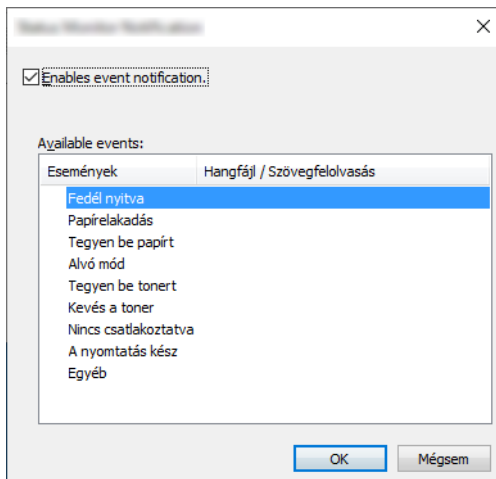 Enables event notification.
Available events:
Események Hangfájl / Szövegfelolvasás
Fedél nyitva
Papírelakadás
Tegyen be papírt
Alvó mód
Tegyen be tonert
Kevés a toner
Nincs csatlakoztatva
A nyomtatás kész
Egyéb
OK Mégsem